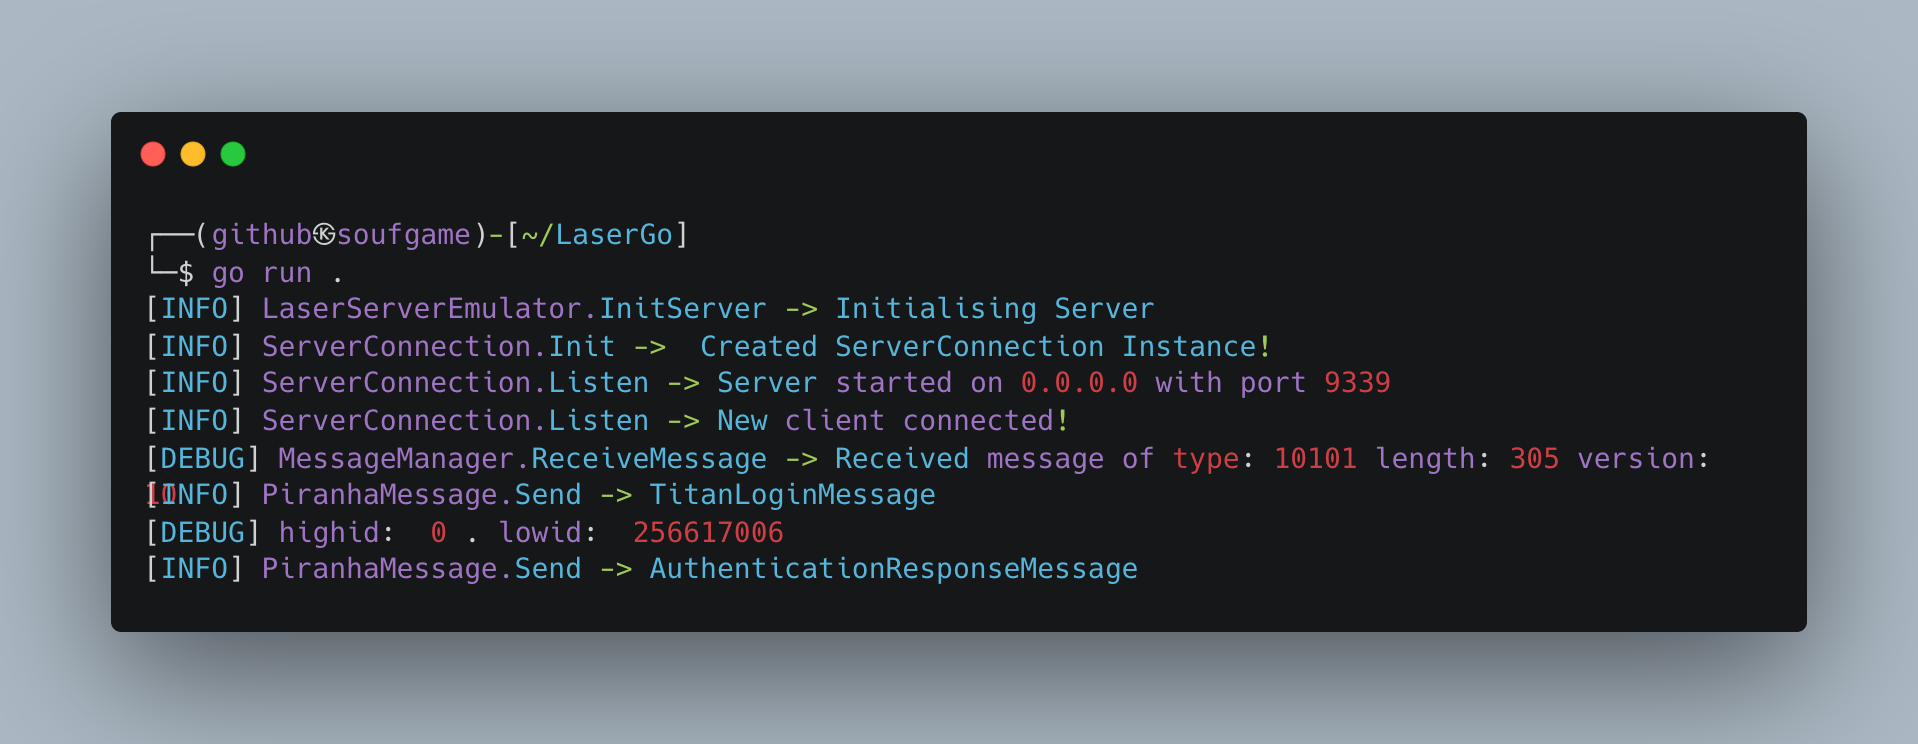 ┌──(github㉿soufgame)-[~/LaserGo]
└─$ go run .
[INFO] LaserServerEmulator.InitServer -> Initialising Server
[INFO] ServerConnection.Init ->  Created ServerConnection Instance!
[INFO] ServerConnection.Listen -> Server started on 0.0.0.0 with port 9339
[INFO] ServerConnection.Listen -> New client connected!
[DEBUG] MessageManager.ReceiveMessage -> Received message of type: 10101 length: 305 version:
[INFO] PiranhaMessage.Send -> TitanLoginMessage
[DEBUG] highid:  0 . lowid:  256617006
[INFO] PiranhaMessage.Send -> AuthenticationResponseMessage